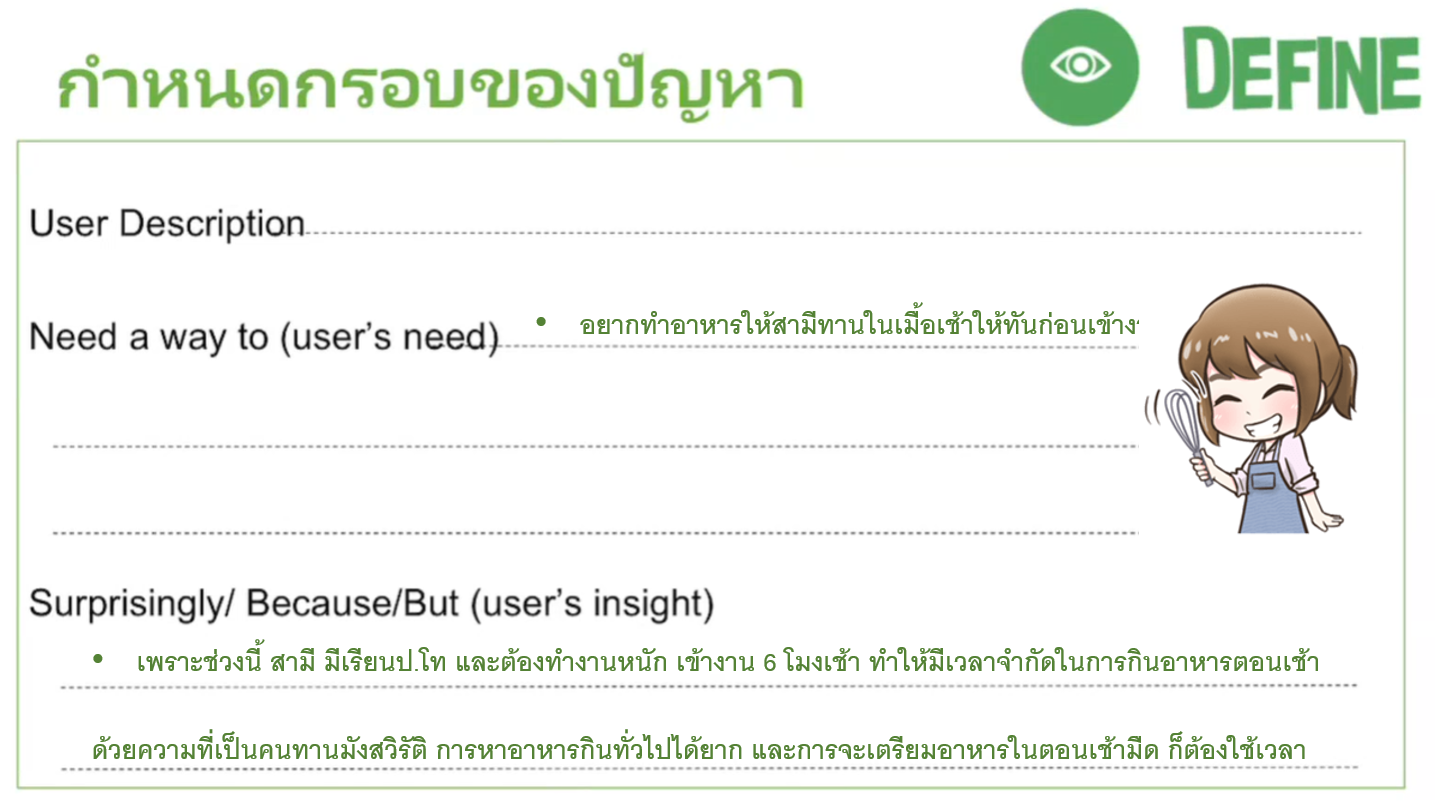 กำหนดกรอบของปัญหา
DEFINE
User Description
Need a way to (user's need)
• อยากทำอาหารให้สามีทานในเมื้อเช้าให้ทันก่อนเข้า
Surprisingly/ Because/But (user's insight)
• เพราะช่วงนี้ สามี มีเรียนป.โท และต้องทำงานหนัก เข้างาน 6 โมงเช้า ทำให้มีเวลาจำกัดในการกินอาหารตอนเช้า
ด้วยความที่เป็นคนทานมังสวิรัติ การหาอาหารกินทั่วไปได้ยาก และการจะเตรียมอาหารในตอนเช้ามืด ก็ต้องใช้เวลา